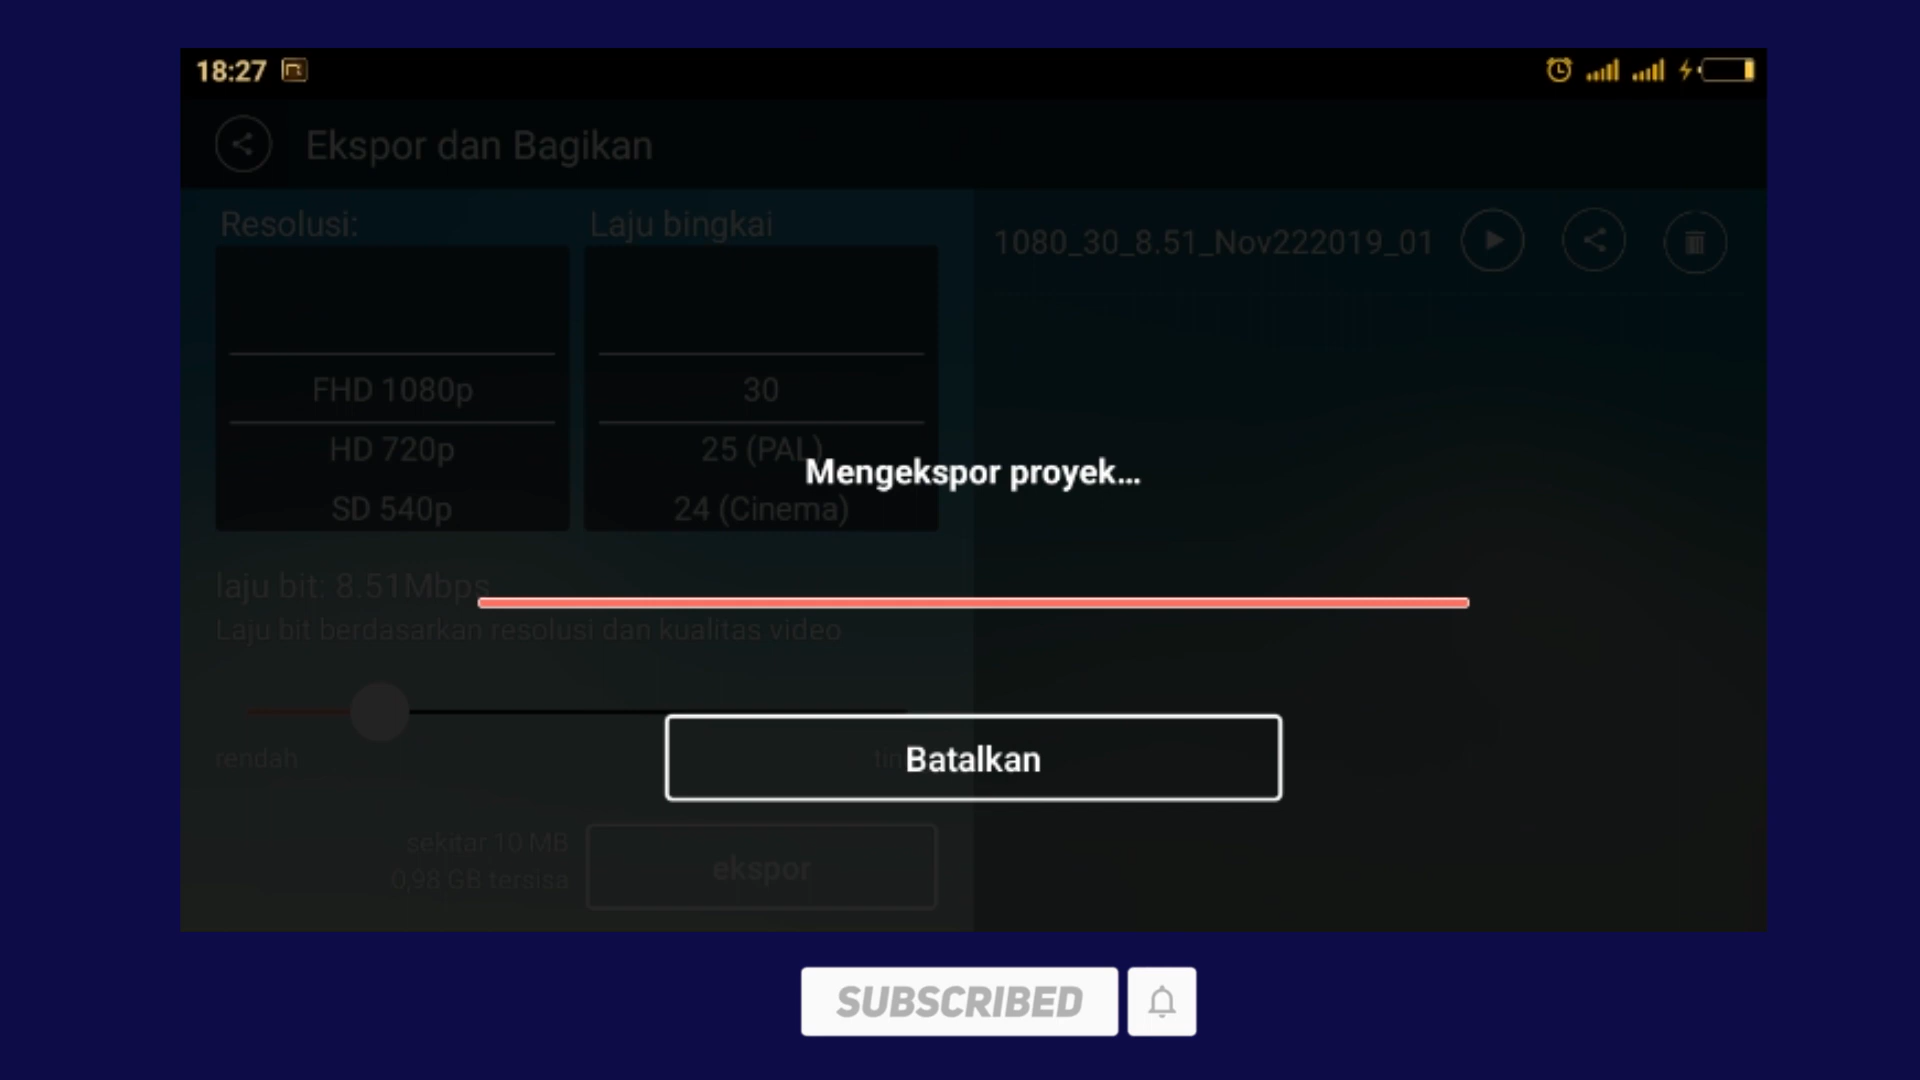 18:27
Ekspor dan Bagikan
Resolusi:
Laju bingkai
1080_30_8.51_Nov222019_01
FHD 1080p
30
HD 720p
25 (PAL)
SD 540p
24 (Cinema)
Mengekspor proyek...
laju bit: 8.51Mbps
Laju bit berdasarkan resolusi dan kualitas video
rendah
Batalkan
sekitar 10 MB
0,98 GB tersisa
ekspor
SUBSCRIBED